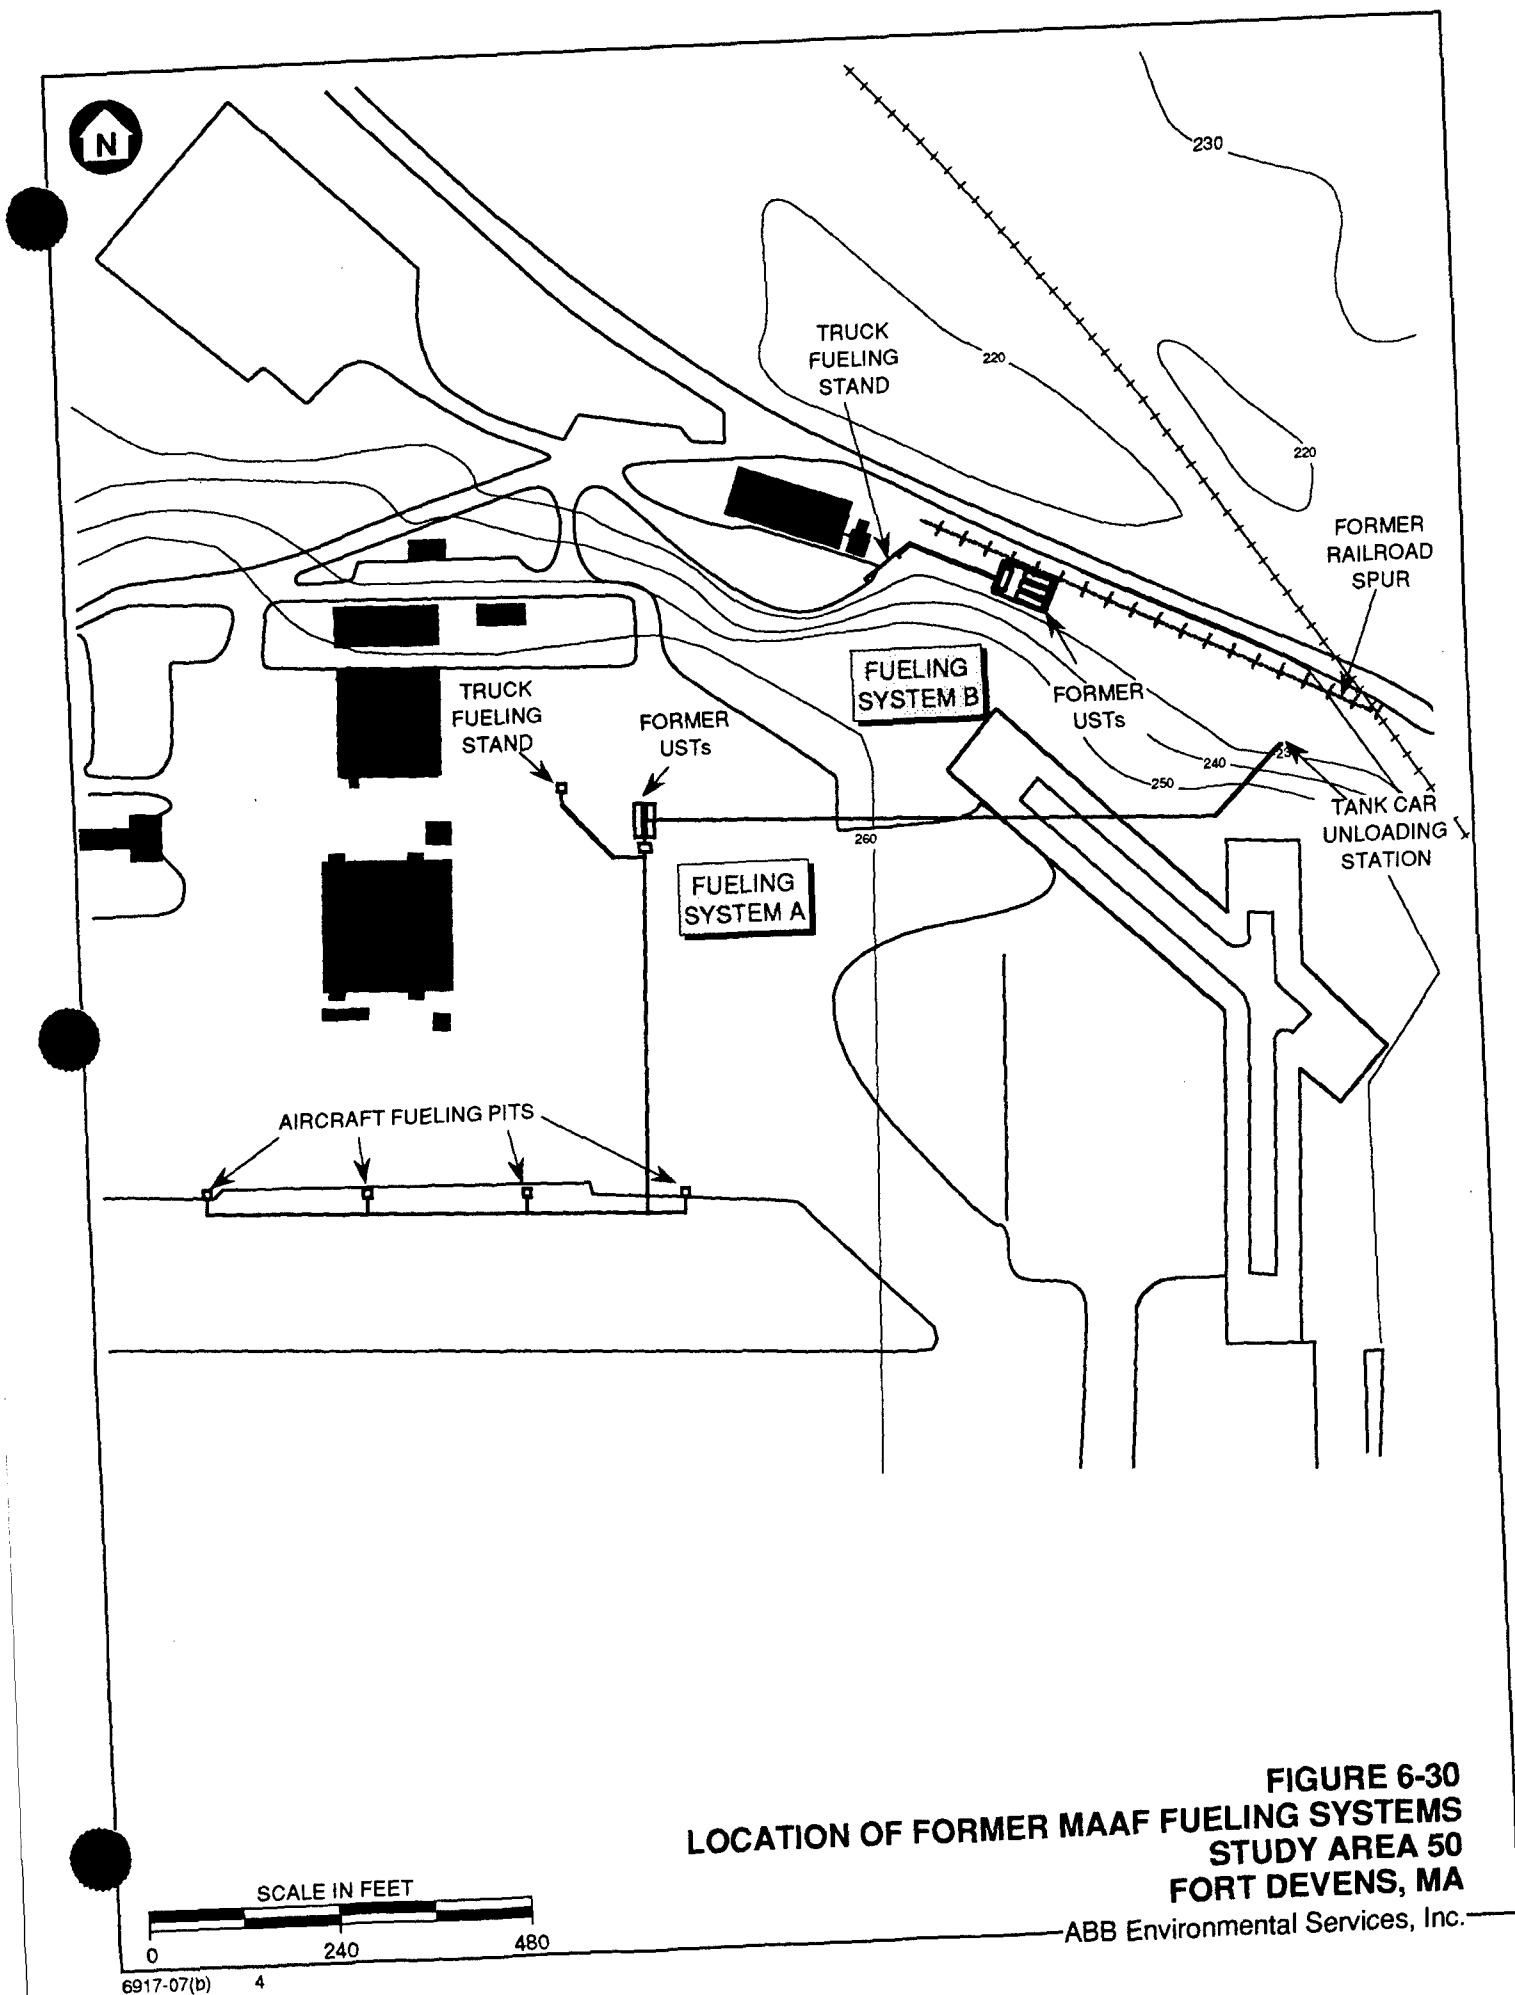 N
230
TRUCK
FUELING
STAND
220
220
FORMER
RAILROAD
SPUR
FUELING
SYSTEM B
FORMER
USTs
TRUCK
FUELING
STAND
FORMER
USTs
240
250
TANK CAR
UNLOADING
STATION
260
FUELING
SYSTEM A
AIRCRAFT FUELING PITS
FIGURE 6-30
LOCATION OF FORMER MAAF FUELING SYSTEMS
STUDY AREA 50
FORT DEVENS, MA
ABB Environmental Services, Inc.
SCALE IN FEET
0 240 480
6917-07(b) 4